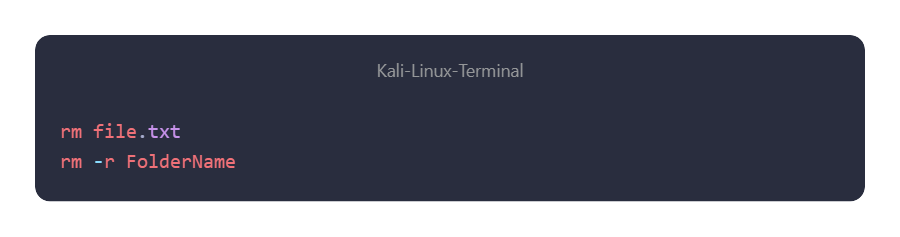 Kali-Linux-Terminal
rm file.txt
rm -r FolderName